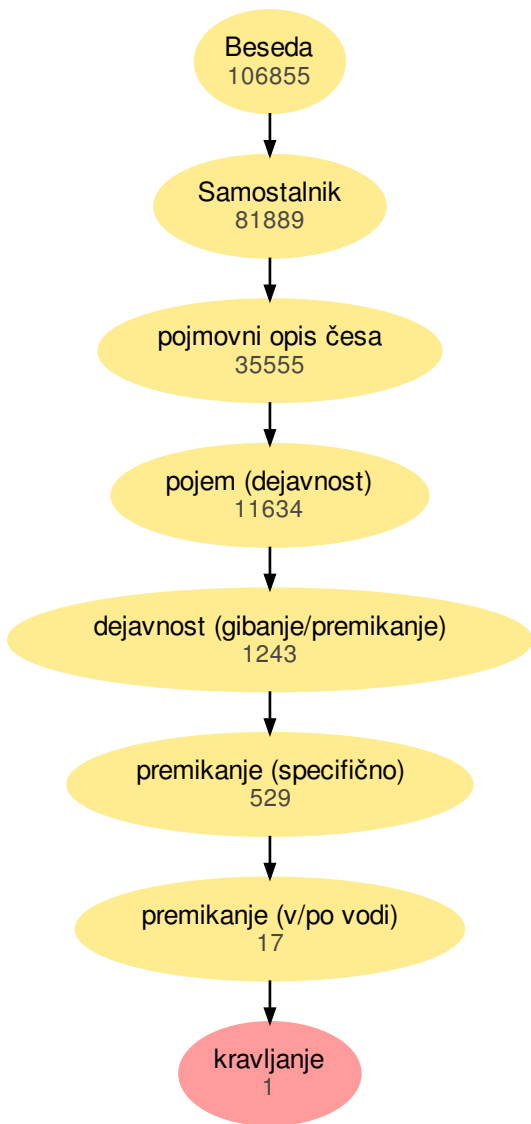 Beseda
106855
Samostalnik
81889
pojmovni opis česa
35555
pojem (dejavnost)
11634
dejavnost (gibanje/premikanje)
1243
premikanje (specifično)
529
premikanje (v/po vodi)
17
kravljanje
1